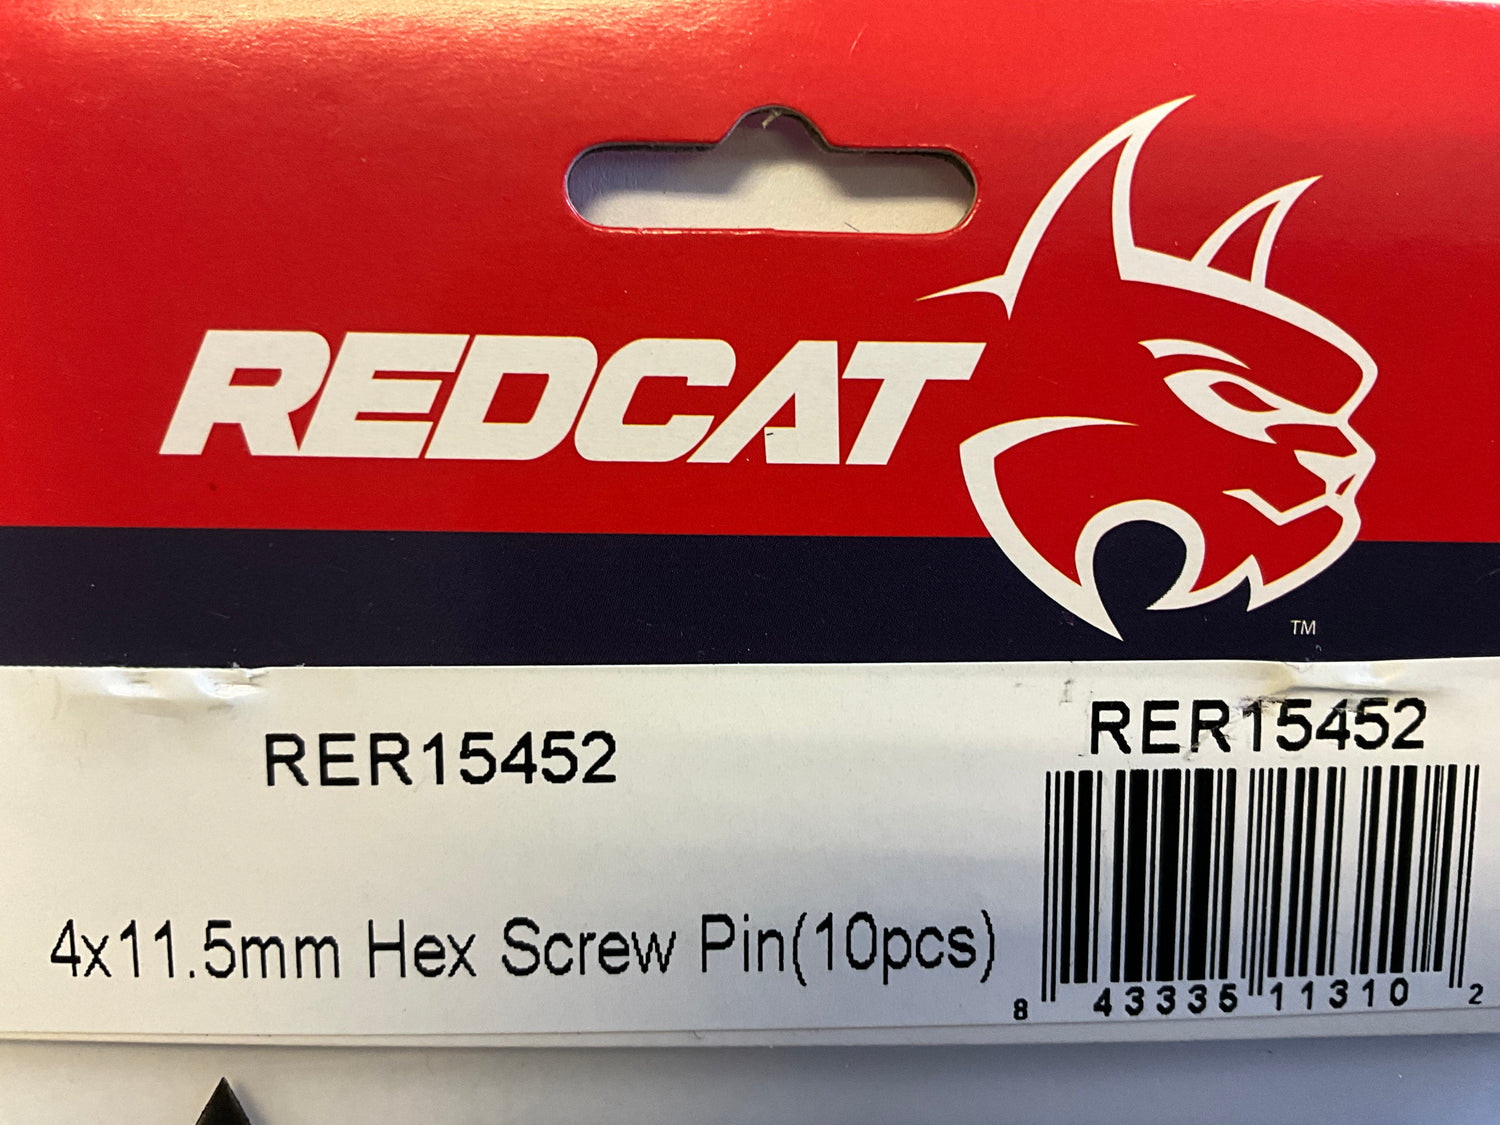 REDCAT
TM
RER15452
RER15452
4x11.5mm Hex Screw Pin(10pcs)
8 43335 11310 2